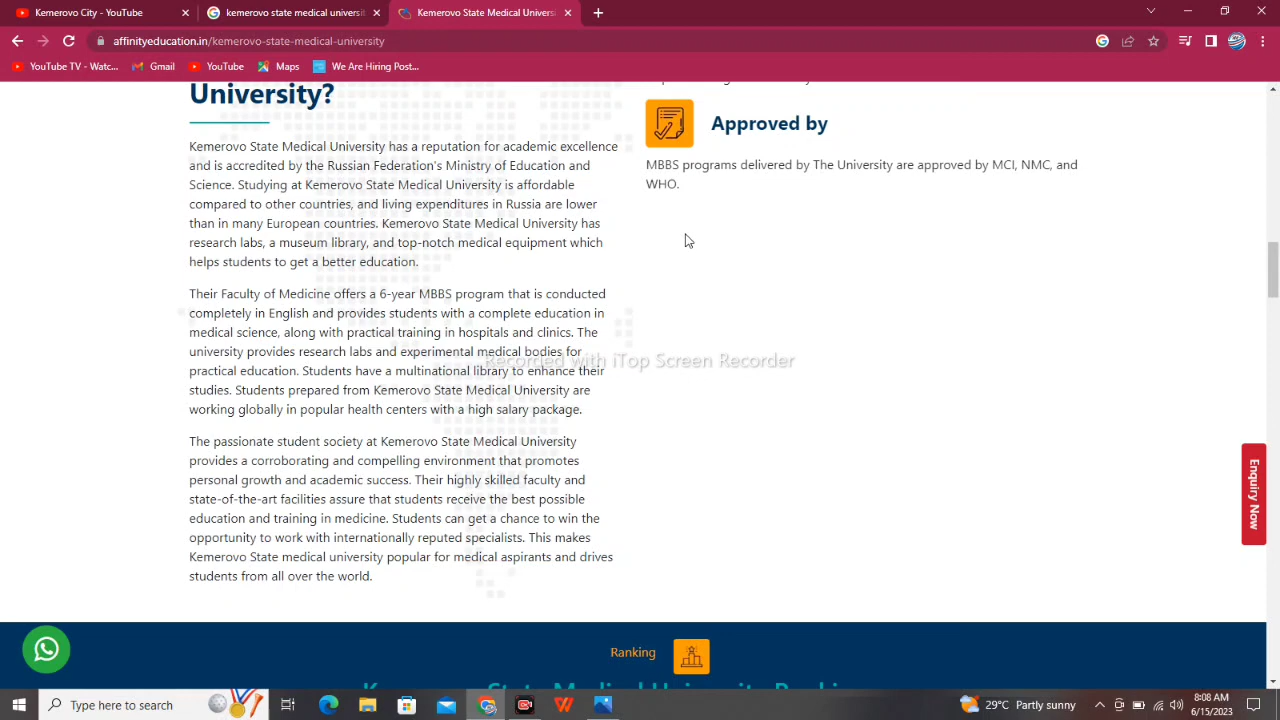 Kemerovo City - YouTube
kemerovo state medical universit
Kemerovo State Medical Universi
affinityeducation.in/kemerovo-state-medical-university
YouTube TV - Watc...
Gmail
YouTube
Maps
We Are Hiring Post...
University?
Kemerovo State Medical University has a reputation for academic excellence
and is accredited by the Russian Federation's Ministry of Education and
Science. Studying at Kemerovo State Medical University is affordable
compared to other countries, and living expenditures in Russia are lower
than in many European countries. Kemerovo State Medical University has
research labs, a museum library, and top-notch medical equipment which
helps students to get a better education.
Their Faculty of Medicine offers a 6-year MBBS program that is conducted
completely in English and provides students with a complete education in
medical science, along with practical training in hospitals and clinics. The
university provides research labs and experimental medical bodies for
practical education. Students have a multinational library to enhance their
studies. Students prepared from Kemerovo State Medical University are
working globally in popular health centers with a high salary package.
The passionate student society at Kemerovo State Medical University
provides a corroborating and compelling environment that promotes
personal growth and academic success. Their highly skilled faculty and
state-of-the-art facilities assure that students receive the best possible
education and training in medicine. Students can get a chance to win the
opportunity to work with internationally reputed specialists. This makes
Kemerovo State medical university popular for medical aspirants and drives
students from all over the world.
Approved by
MBBS programs delivered by The University are approved by MCI, NMC, and
WHO.
Recorded with iTop Screen Recorder
Enquiry Now
Ranking
Kemerovo State Medical University
Type here to search
29°C Partly sunny
8:08 AM
6/15/2023